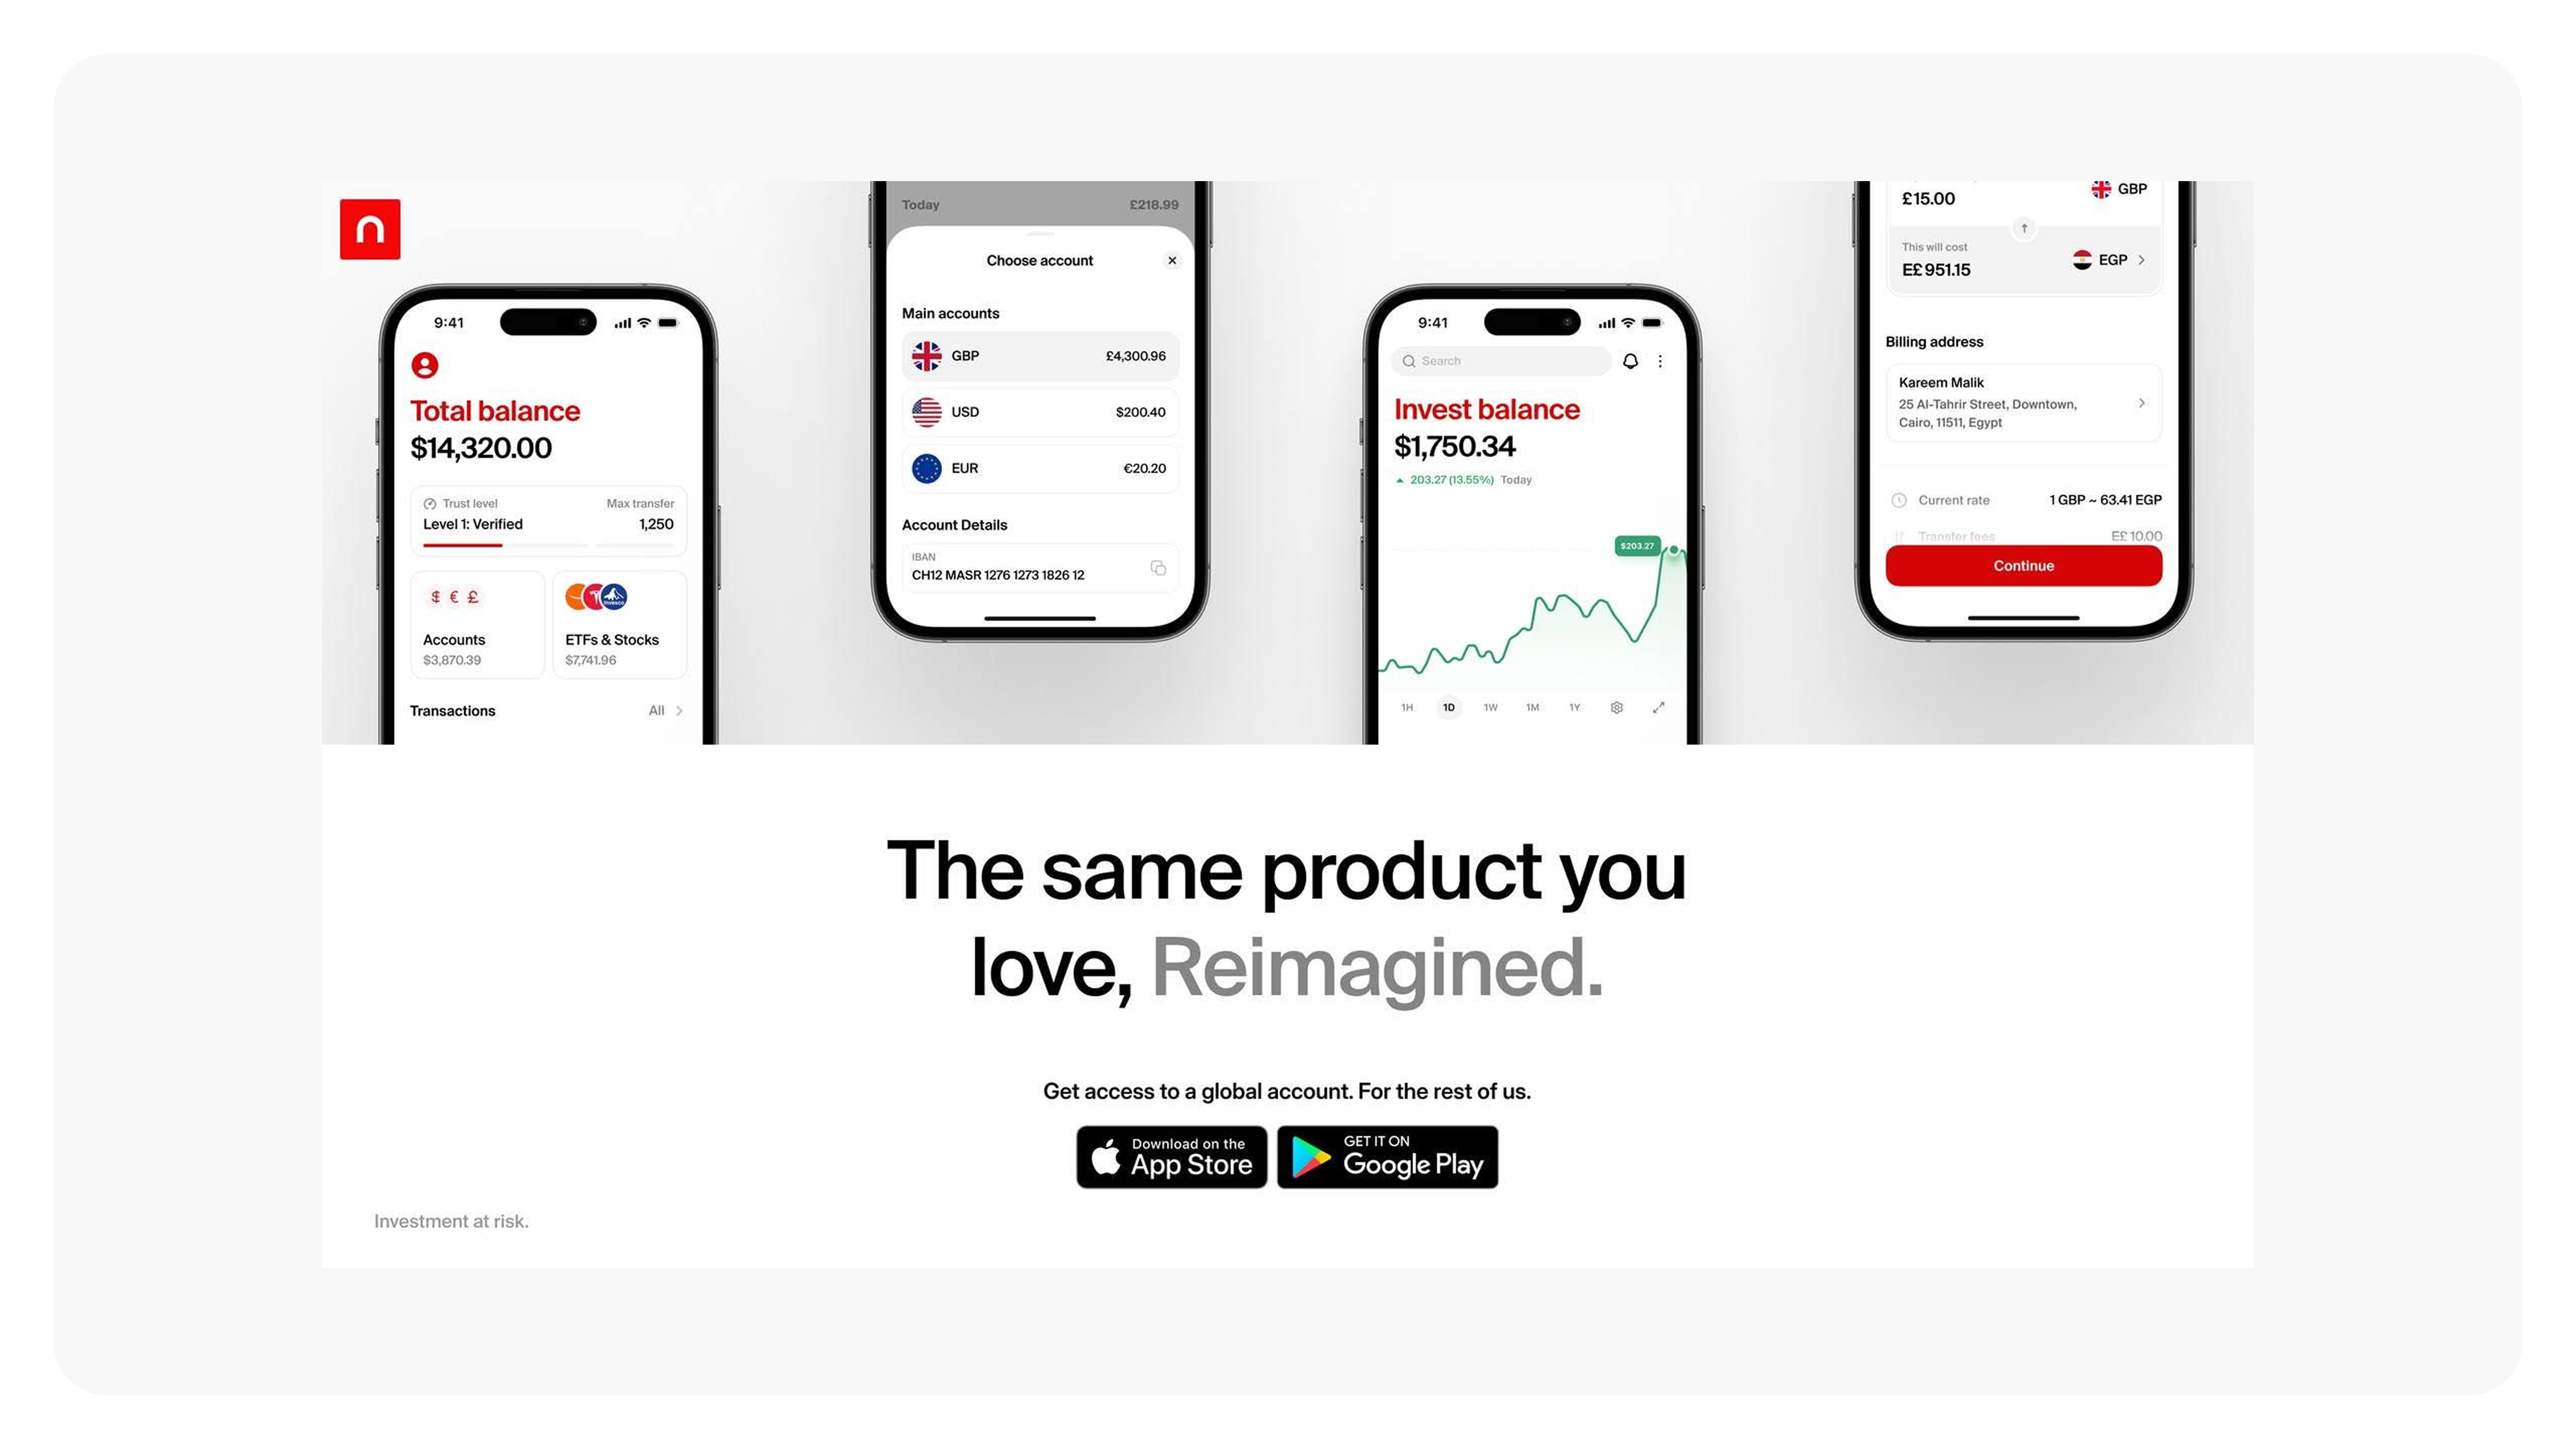 9:41
Total balance
$14,320.00
Trust level Max transfer
Level 1: Verified 1,250
$ € £
Accounts
$3,870.39
Invesco
ETFs & Stocks
$7,741.96
Transactions All
Today £218.99
Choose account
Main accounts
GBP £4,300.96
USD $200.40
EUR €20.20
Account Details
IBAN
CH12 MASR 1276 1273 1826 12
9:41
Search
Invest balance
$1,750.34
203.27 (13.55%) Today
$203.27
1H 1D 1W 1M 1Y
£15.00 GBP
This will cost
E£ 951.15 EGP
Billing address
Kareem Malik
25 Al-Tahrir Street, Downtown,
Cairo, 11511, Egypt
Current rate 1 GBP ~ 63.41 EGP
Transfer fees E£ 10.00
Continue
The same product you
love, Reimagined.
Get access to a global account. For the rest of us.
Download on the
App Store
GET IT ON
Google Play
Investment at risk.